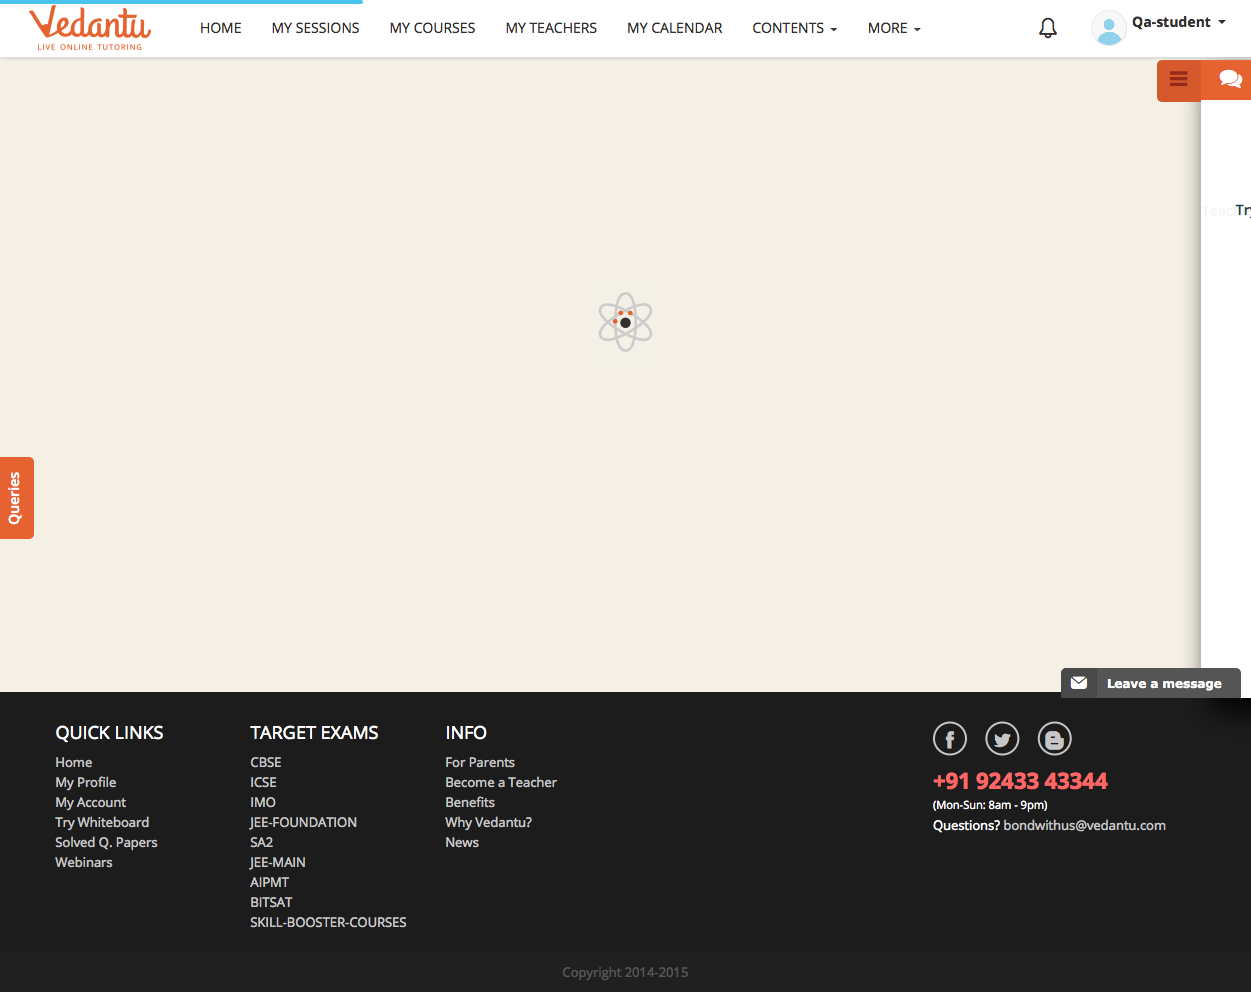 Vedantu
LIVE ONLINE TUTORING
HOME
MY SESSIONS
MY COURSES
MY TEACHERS
MY CALENDAR
CONTENTS
MORE
Qa-student
Teac
Try
Queries
Leave a message
QUICK LINKS
Home
My Profile
My Account
Try Whiteboard
Solved Q. Papers
Webinars
TARGET EXAMS
CBSE
ICSE
IMO
JEE-FOUNDATION
SA2
JEE-MAIN
AIPMT
BITSAT
SKILL-BOOSTER-COURSES
INFO
For Parents
Become a Teacher
Benefits
Why Vedantu?
News
+91 92433 43344
(Mon-Sun: 8am - 9pm)
Questions? bondwithus@vedantu.com
Copyright 2014-2015